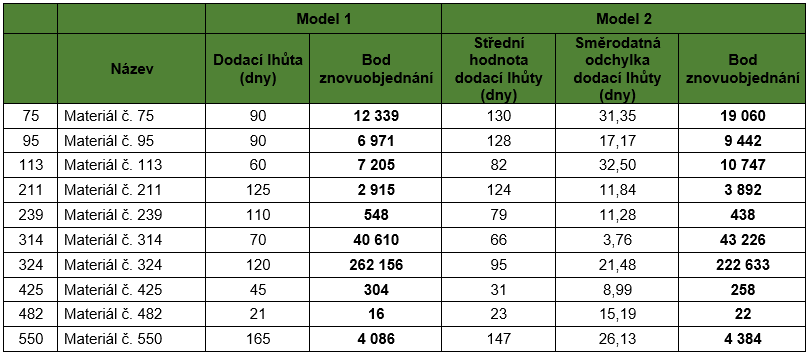 Model 1 Model 2
Název Dodací lhůta (dny) Bod znovuobjednání Střední hodnota dodací lhůty (dny) Směrodatná odchylka dodací lhůty (dny) Bod znovuobjednání
75 Materiál č. 75 90 12 339 130 31,35 19 060
95 Materiál č. 95 90 6 971 128 17,17 9 442
113 Materiál č. 113 60 7 205 82 32,50 10 747
211 Materiál č. 211 125 2 915 124 11,84 3 892
239 Materiál č. 239 110 548 79 11,28 438
314 Materiál č. 314 70 40 610 66 3,76 43 226
324 Materiál č. 324 120 262 156 95 21,48 222 633
425 Materiál č. 425 45 304 31 8,99 258
482 Materiál č. 482 21 16 23 15,19 22
550 Materiál č. 550 165 4 086 147 26,13 4 384